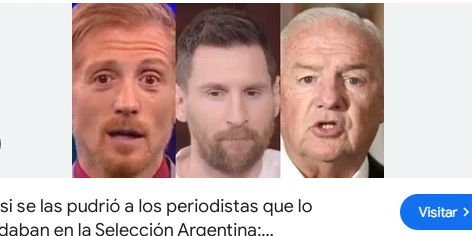 si se las pudrió a los periodistas que lo
daban en la Selección Argentina:...
Visitar